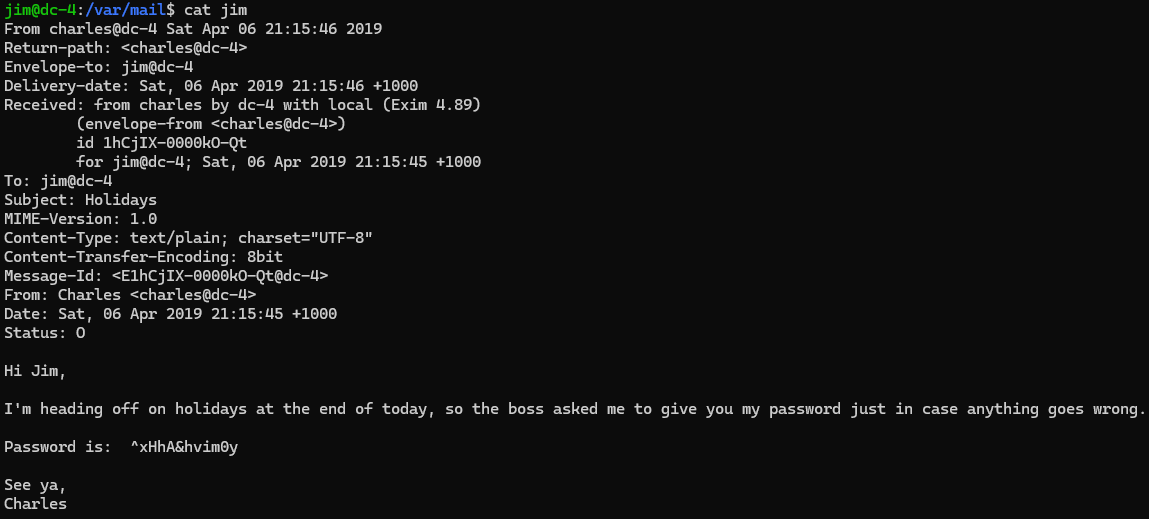 jim@dc-4:/var/mail$ cat jim
From charles@dc-4 Sat Apr 06 21:15:46 2019
Return-path: <charles@dc-4>
Envelope-to: jim@dc-4
Delivery-date: Sat, 06 Apr 2019 21:15:46 +1000
Received: from charles by dc-4 with local (Exim 4.89)
        (envelope-from <charles@dc-4>)
        id 1hCjIX-0000kO-Qt
        for jim@dc-4; Sat, 06 Apr 2019 21:15:45 +1000
To: jim@dc-4
Subject: Holidays
MIME-Version: 1.0
Content-Type: text/plain; charset="UTF-8"
Content-Transfer-Encoding: 8bit
Message-Id: <E1hCjIX-0000kO-Qt@dc-4>
From: Charles <charles@dc-4>
Date: Sat, 06 Apr 2019 21:15:45 +1000
Status: O

Hi Jim,

I'm heading off on holidays at the end of today, so the boss asked me to give you my password just in case anything goes wrong.

Password is:  ^xHhA&hvim0y

See ya,
Charles